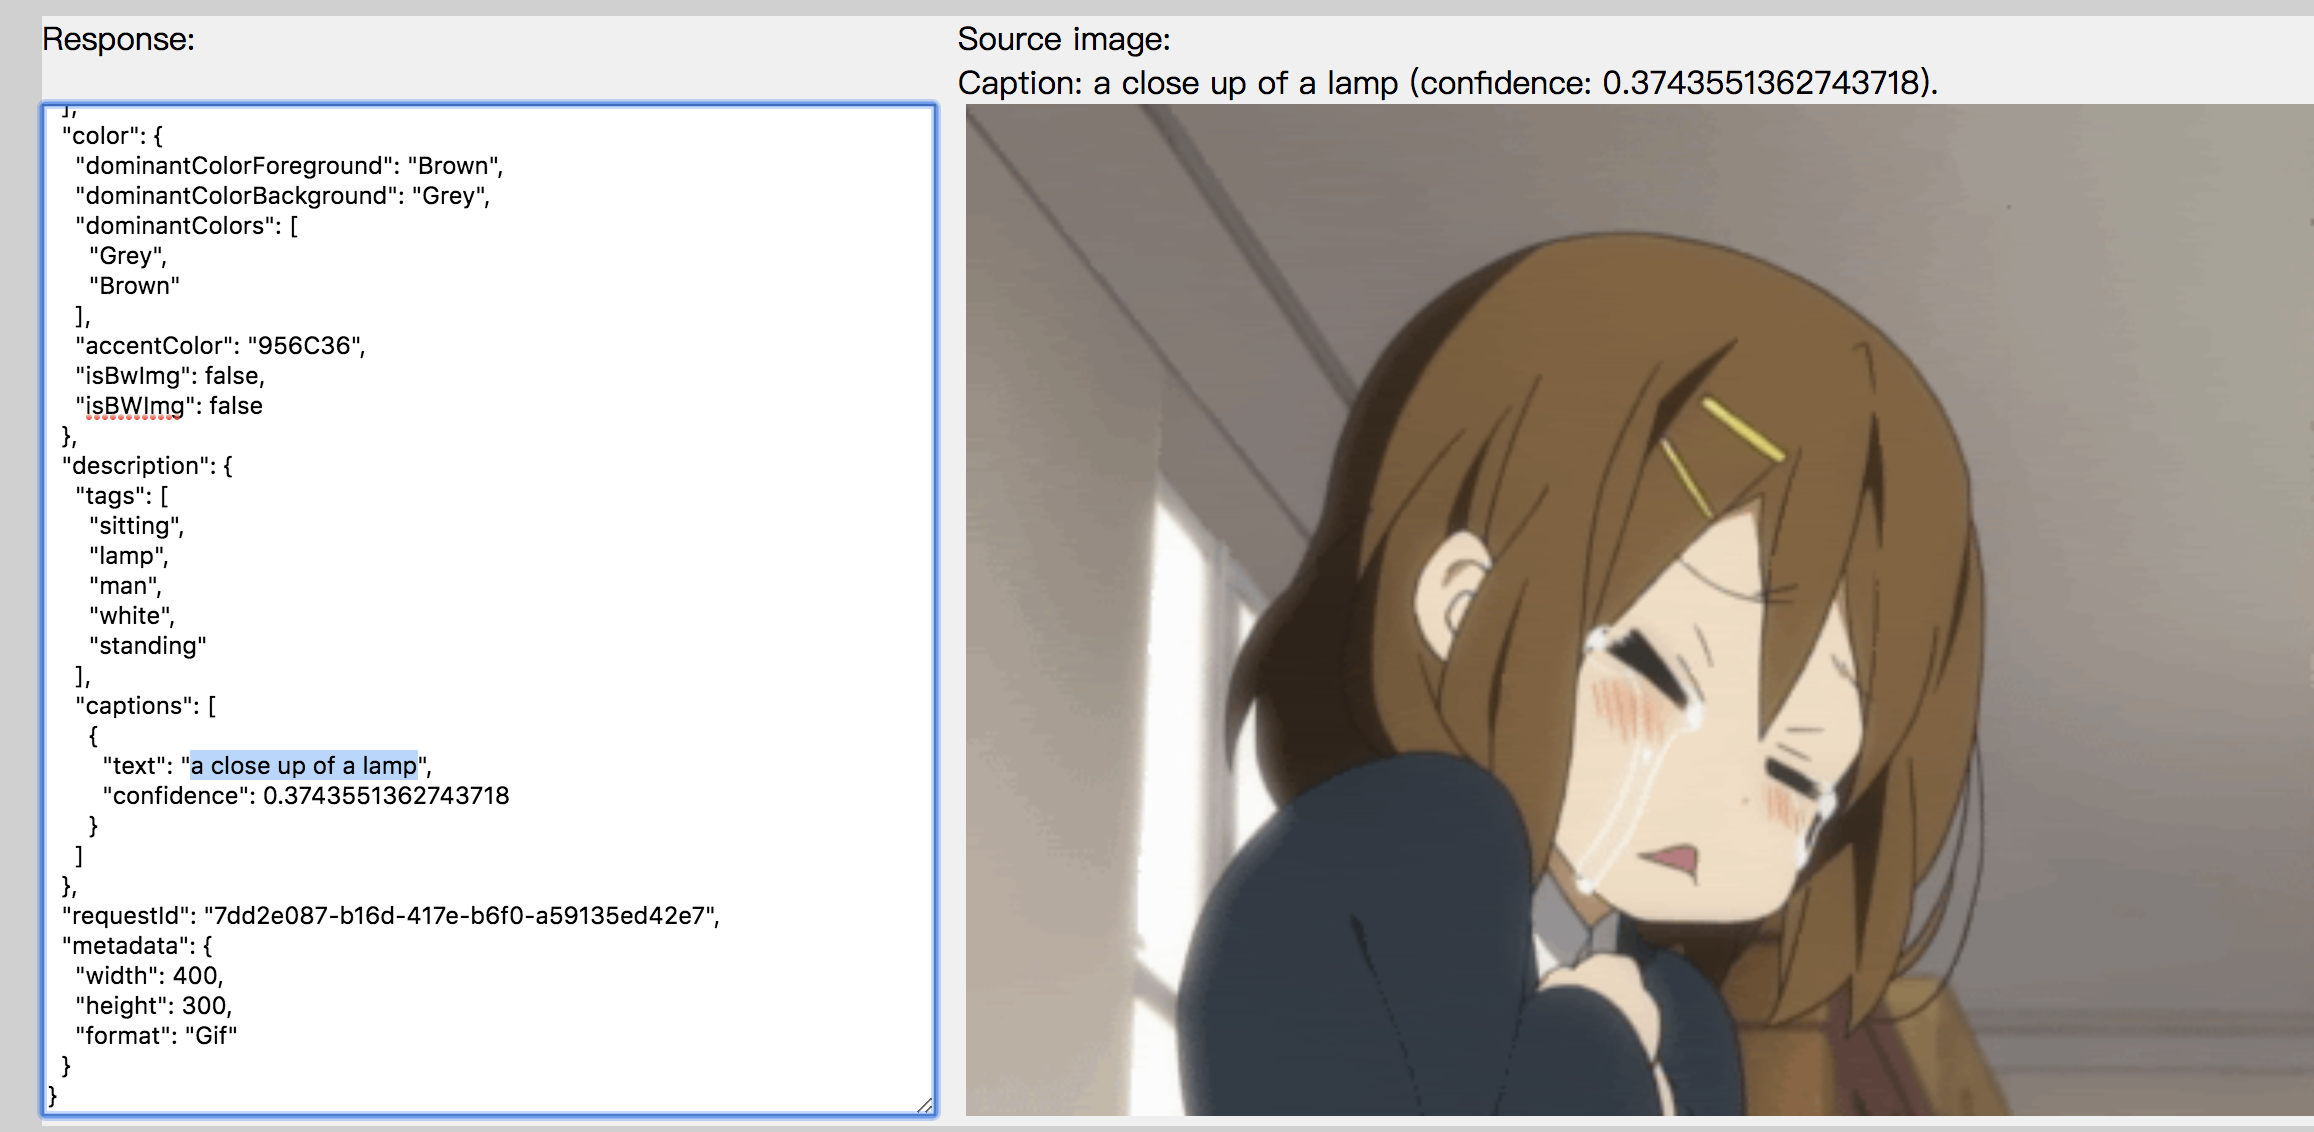 Response:
],
"color": {
"dominantColorForeground": "Brown",
"dominantColorBackground": "Grey",
"dominantColors": [
"Grey",
"Brown"
],
"accentColor": "956C36",
"isBwImg": false,
"isBWImg": false
},
"description": {
"tags": [
"sitting",
"lamp",
"man",
"white",
"standing"
],
"captions": [
{
"text": "a close up of a lamp",
"confidence": 0.3743551362743718
}
]
},
"requestId": "7dd2e087-b16d-417e-b6f0-a59135ed42e7",
"metadata": {
"width": 400,
"height": 300,
"format": "Gif"
}
}
Source image:
Caption: a close up of a lamp (confidence: 0.3743551362743718).